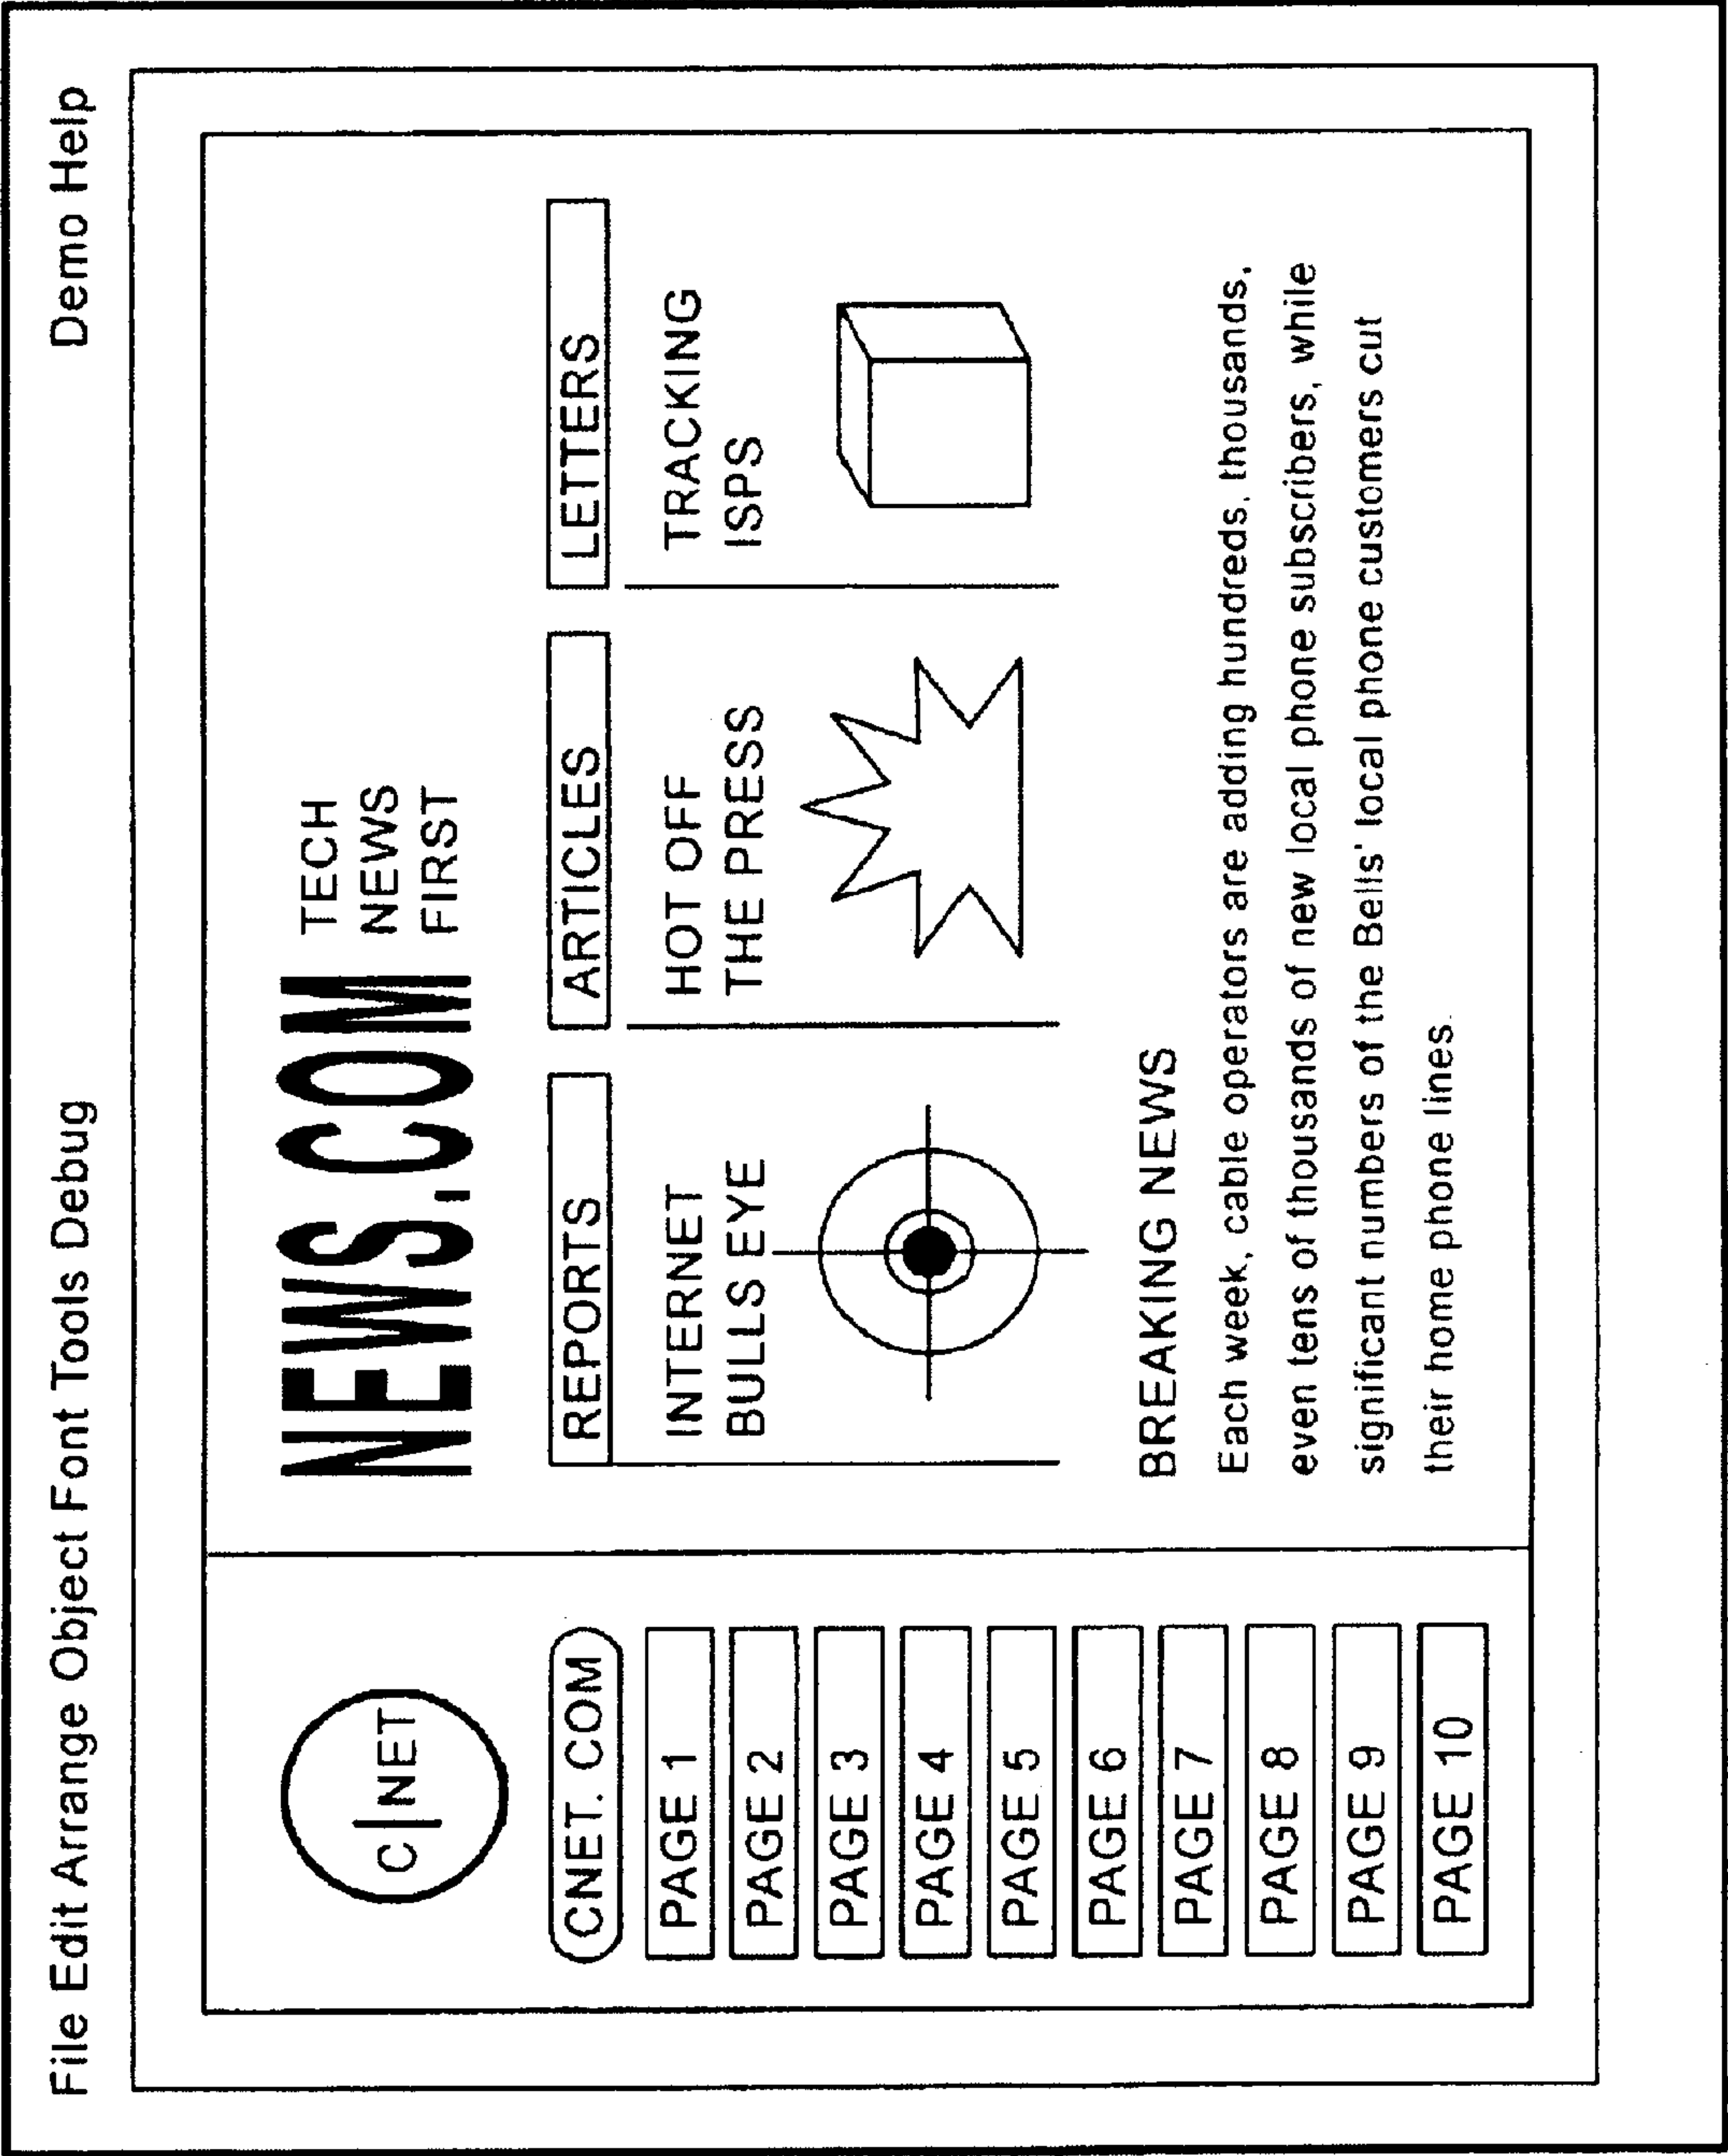 File Edit Arrange Object Font Tools Debug Demo Help
C|NET
CNET. COM
PAGE 1
PAGE 2
PAGE 3
PAGE 4
PAGE 5
PAGE 6
PAGE 7
PAGE 8
PAGE 9
PAGE 10
NEWS.COM
TECH
NEWS
FIRST
REPORTS
INTERNET
BULLS EYE
ARTICLES
HOT OFF
THE PRESS
LETTERS
TRACKING
ISPS
BREAKING NEWS
Each week, cable operators are adding hundreds, thousands,
even tens of thousands of new local phone subscribers, while
significant numbers of the Bells' local phone customers cut
their home phone lines.